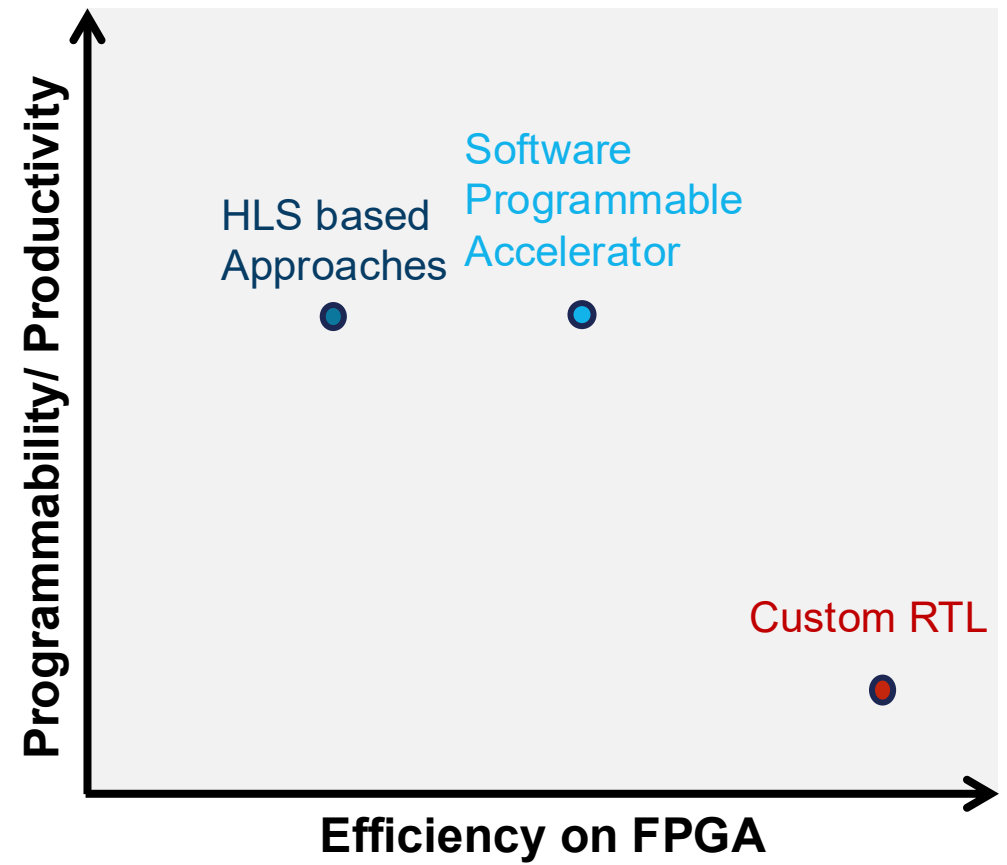 Programmability/ Productivity
Software
Programmable
Accelerator
HLS based
Approaches
Custom RTL
Efficiency on FPGA